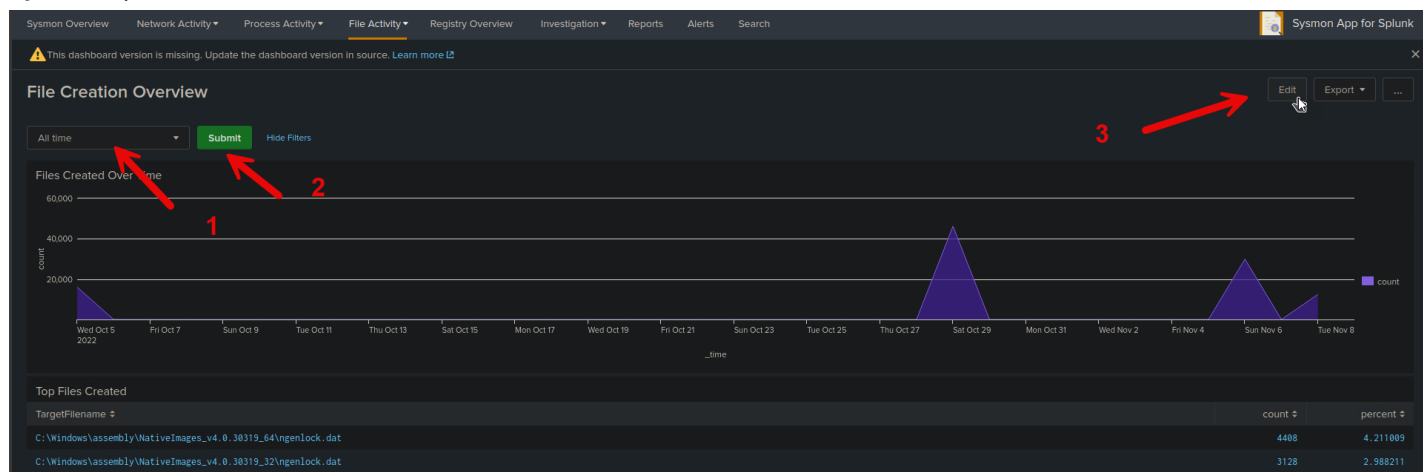 Sysmon Overview Network Activity Process Activity File Activity Registry Overview Investigation Reports Alerts Search Sysmon App for Splunk
This dashboard version is missing. Update the dashboard version in source. Learn more
File Creation Overview Edit Export ...
3
All time Submit Hide Filters
2
1
Files Created Over Time
60,000
40,000
20,000
count
count
Wed Oct 5 Fri Oct 7 Sun Oct 9 Tue Oct 11 Thu Oct 13 Sat Oct 15 Mon Oct 17 Wed Oct 19 Fri Oct 21 Sun Oct 23 Tue Oct 25 Thu Oct 27 Sat Oct 29 Mon Oct 31 Wed Nov 2 Fri Nov 4 Sun Nov 6 Tue Nov 8
2022
_time
Top Files Created
TargetFilename count percent
C:\Windows\assembly\NativeImages_v4.0.30319_64\ngenlock.dat 4408 4.211009
C:\Windows\assembly\NativeImages_v4.0.30319_32\ngenlock.dat 3128 2.988211